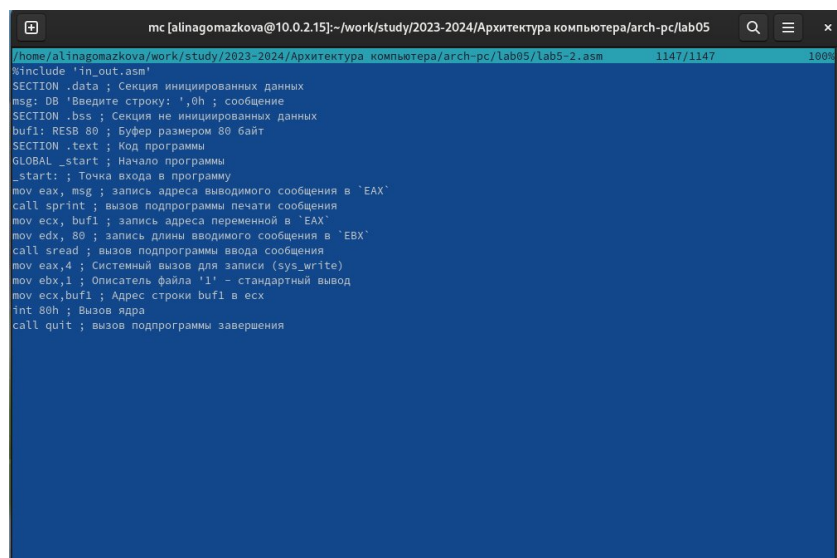 mc [alinagomazkova@10.0.2.15]:~/work/study/2023-2024/Архитектура компьютера/arch-pc/lab05
/home/alinagomazkova/work/study/2023-2024/Архитектура компьютера/arch-pc/lab05/lab5-2.asm 1147/1147 100%
%include 'in_out.asm'
SECTION .data ; Секция инициированных данных
msg: DB 'Введите строку: ',0h ; сообщение
SECTION .bss ; Секция не инициированных данных
buf1: RESB 80 ; Буфер размером 80 байт
SECTION .text ; Код программы
GLOBAL _start ; Начало программы
_start: ; Точка входа в программу
mov eax, msg ; запись адреса выводимого сообщения в `EAX`
call sprint ; вызов подпрограммы печати сообщения
mov ecx, buf1 ; запись адреса переменной в `EAX`
mov edx, 80 ; запись длины вводимого сообщения в `EBX`
call sread ; вызов подпрограммы ввода сообщения
mov eax,4 ; Системный вызов для записи (sys_write)
mov ebx,1 ; Описатель файла '1' - стандартный вывод
mov ecx,buf1 ; Адрес строки buf1 в ecx
int 80h ; Вызов ядра
call quit ; вызов подпрограммы завершения